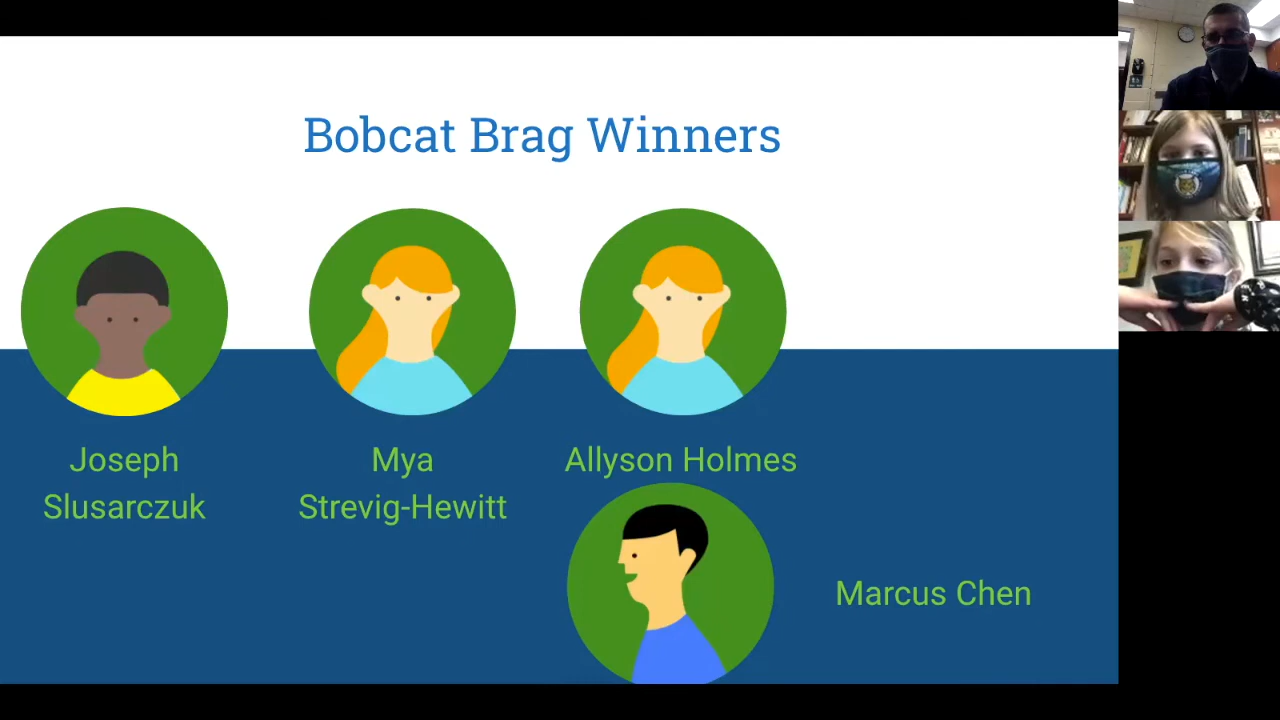 Bobcat Brag Winners
Joseph
Slusarczuk
Mya
Strevig-Hewitt
Allyson Holmes
Marcus Chen